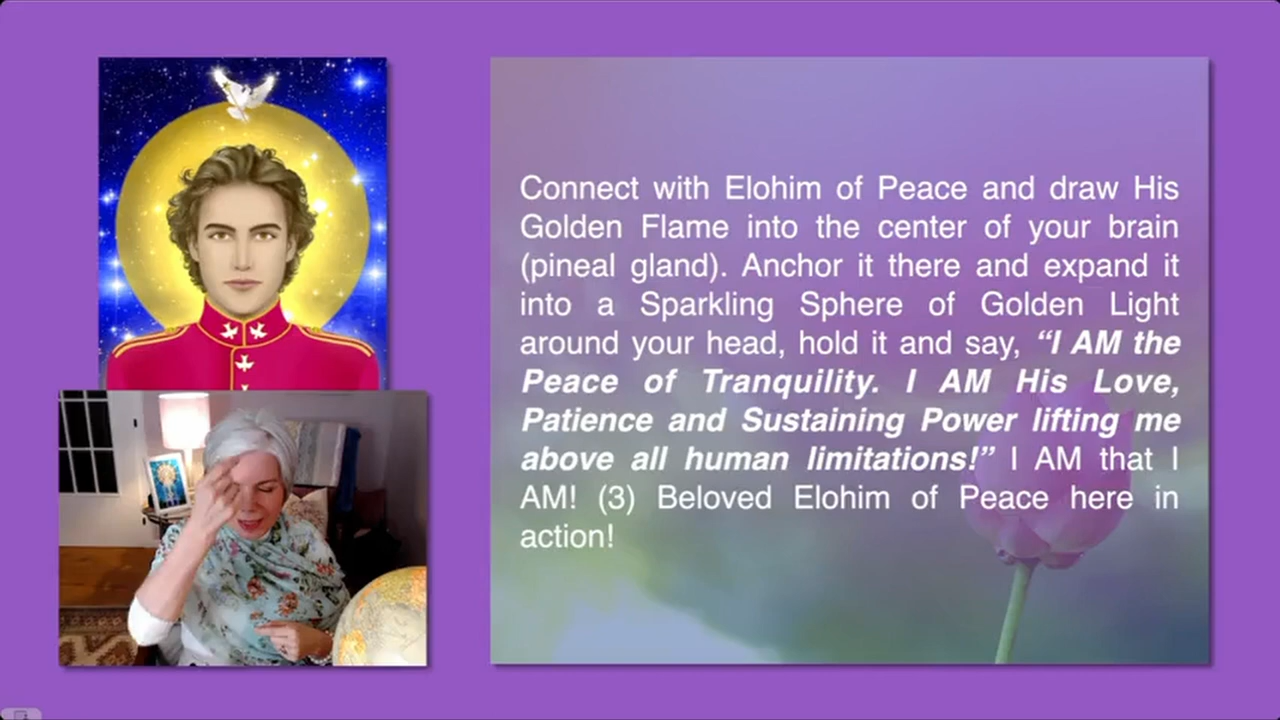 Connect with Elohim of Peace and draw His
Golden Flame into the center of your brain
(pineal gland). Anchor it there and expand it
into a Sparkling Sphere of Golden Light
around your head, hold it and say, “I AM the
Peace of Tranquility. I AM His Love,
Patience and Sustaining Power lifting me
above all human limitations!” I AM that I
AM! (3) Beloved Elohim of Peace here in
action!